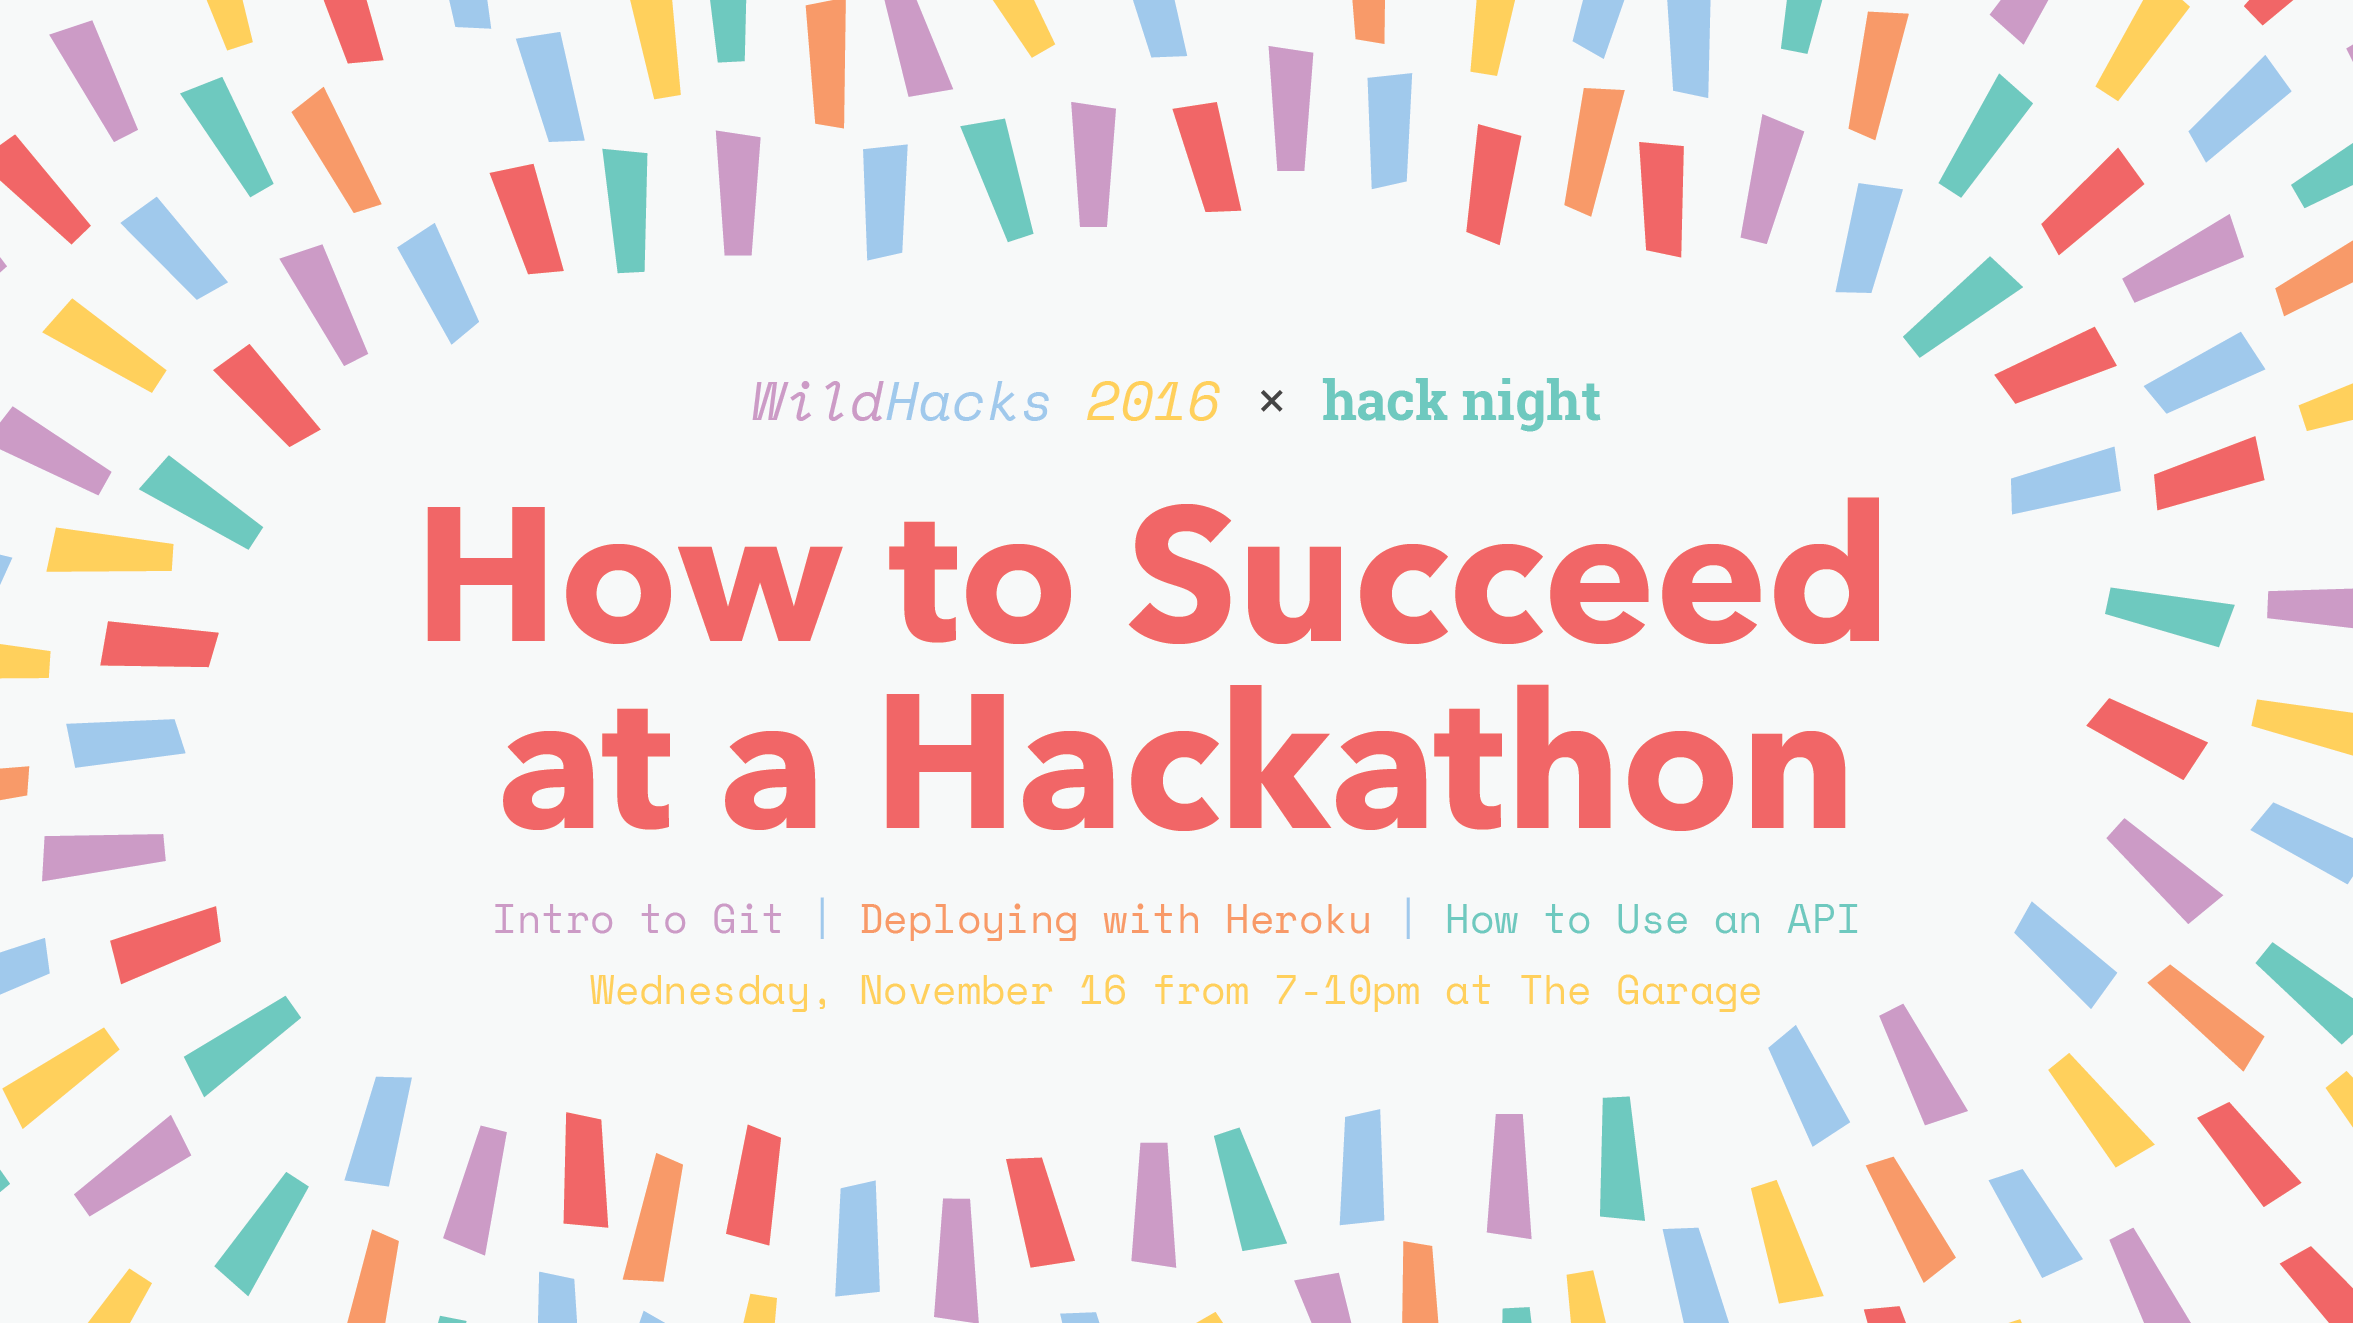 WildHacks 2016 × hack night
How to Succeed
at a Hackathon
Intro to Git | Deploying with Heroku | How to Use an API
Wednesday, November 16 from 7-10pm at The Garage